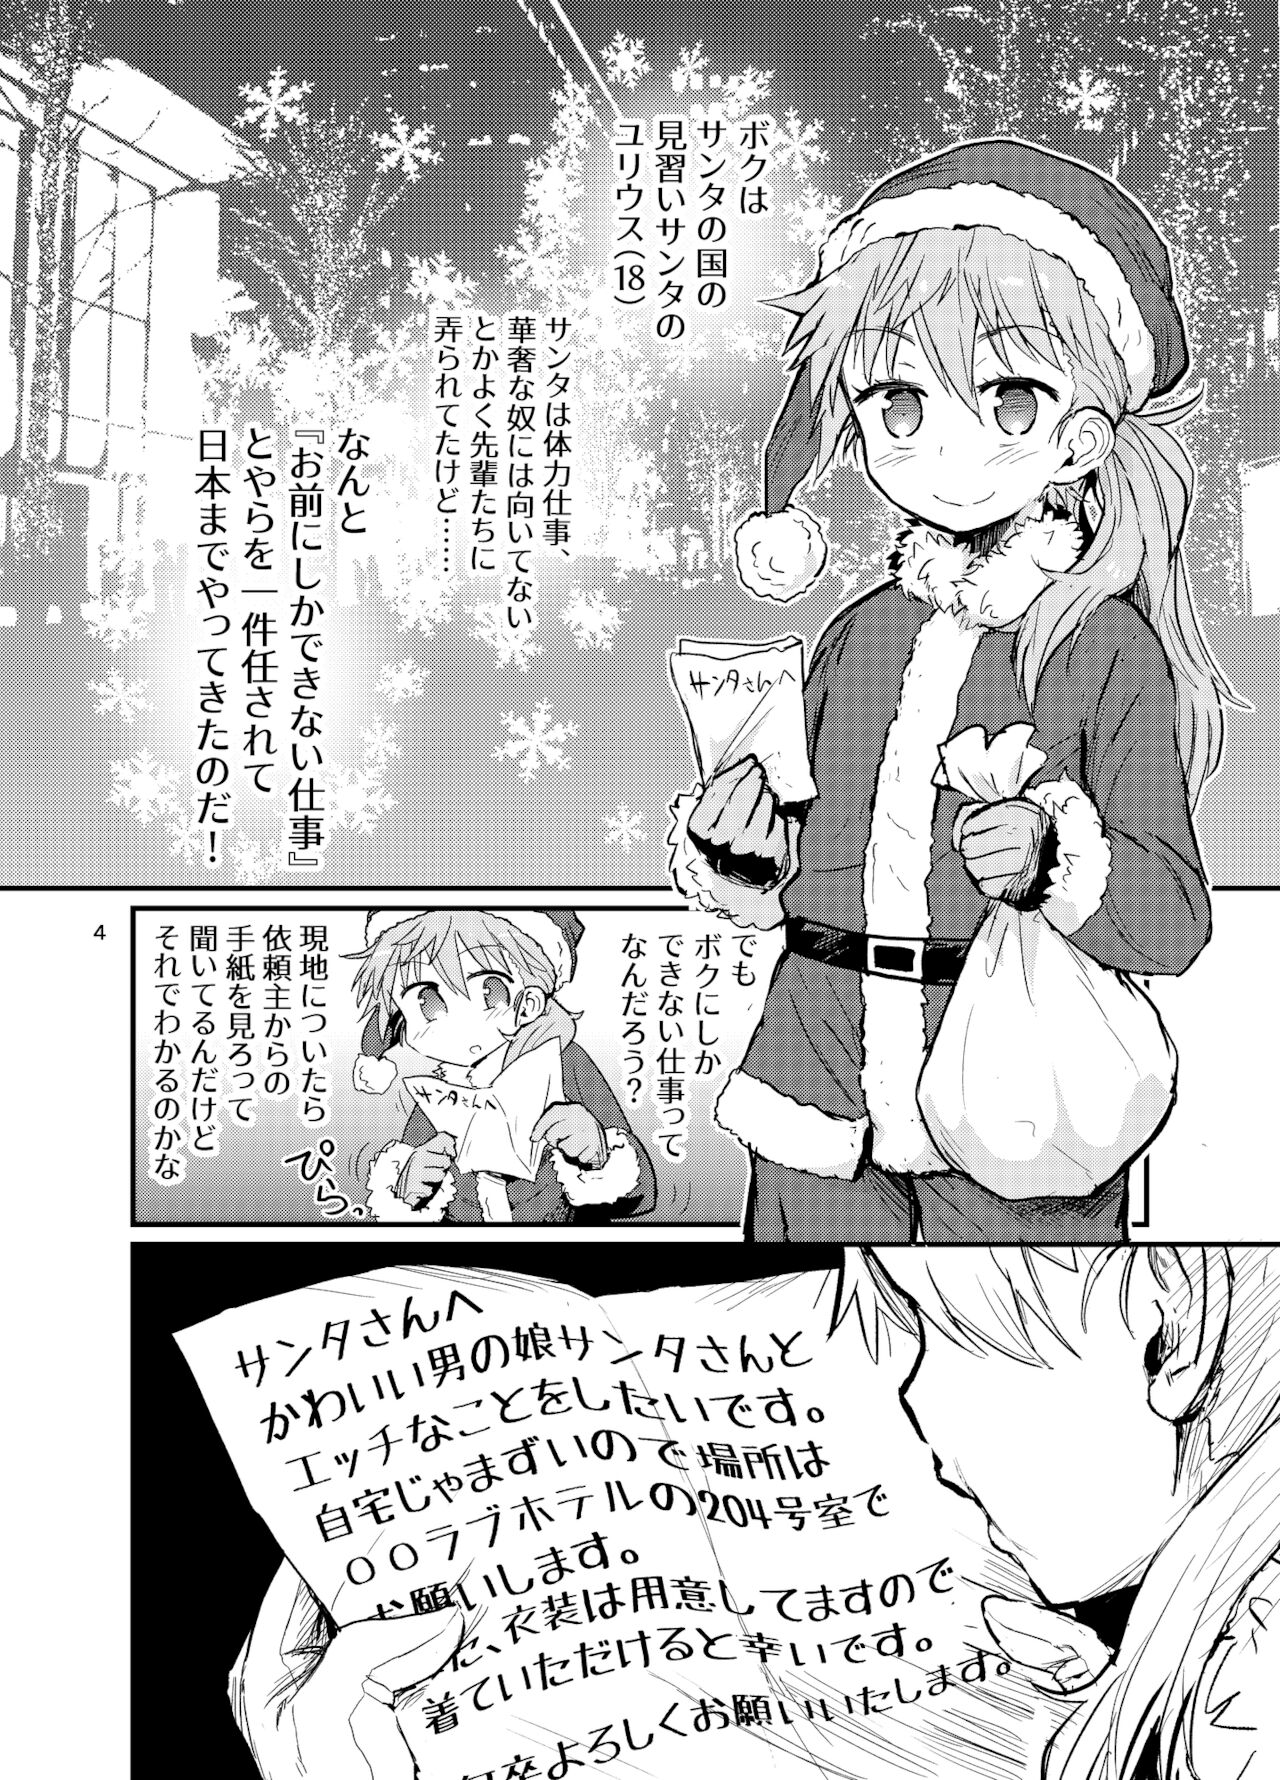 ボクは
サンタの国の
見習いサンタの
ユリウス(18)
サンタは体力仕事、
華奢な奴には向いてない
とかよく先輩たちに
弄られてたけど……
なんと
『お前にしかできない仕事』
とやらを一件任されて
日本までやってきたのだ！
サンタさんへ
でも
ボクにしか
できない仕事って
なんだろう？
サンタさんへ
ぴら、
現地についたら
依頼主からの
手紙を見ろって
聞いてるんだけど
それでわかるのかな
4
サンタさんへ
かわいい男の娘サンタさんと
エッチなことをしたいです。
自宅じゃまずいので場所は
〇〇ラブホテルの204号室で
お願いします。
、衣装は用意してますので
着ていただけると幸いです。
卒よろしくお願いいたします。